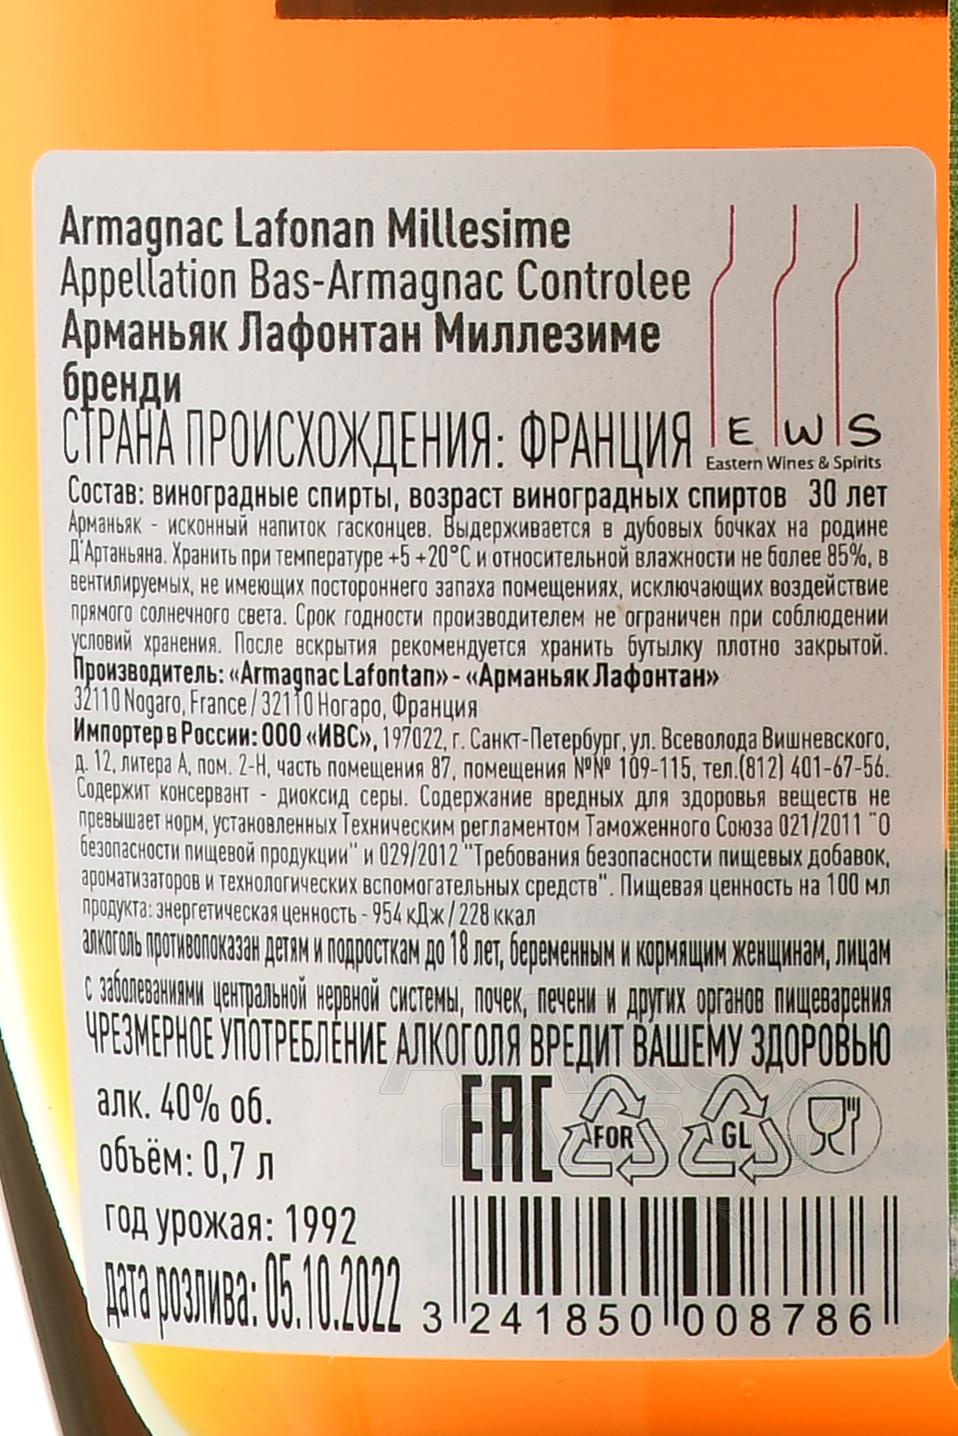 Armagnac Lafonan Millesime
Appellation Bas-Armagnac Controlee
Арманьяк Лафонтан Миллезиме
бренди
СТРАНА ПРОИСХОЖДЕНИЯ: ФРАНЦИЯ
E W S
Eastern Wines & Spirits
Состав: виноградные спирты, возраст виноградных спиртов 30 лет
Арманьяк - исконный напиток гасконцев. Выдерживается в дубовых бочках на родине
Д'Артаньяна. Хранить при температуре +5 +20°С и относительной влажности не более 85%, в
вентилируемых, не имеющих постороннего запаха помещениях, исключающих воздействие
прямого солнечного света. Срок годности производителем не ограничен при соблюдении
условий хранения. После вскрытия рекомендуется хранить бутылку плотно закрытой.
Производитель: «Armagnac Lafontan» - «Арманьяк Лафонтан»
32110 Nogaro, France / 32110 Ногаро, Франция
Импортер в России: ООО «ИВС», 197022, г. Санкт-Петербург, ул. Всеволода Вишневского,
д. 12, литера А, пом. 2-Н, часть помещения 87, помещения №№ 109-115, тел.(812) 401-67-56.
Содержит консервант - диоксид серы. Содержание вредных для здоровья веществ не
превышает норм, установленных Техническим регламентом Таможенного Союза 021/2011 "О
безопасности пищевой продукции" и 029/2012 "Требования безопасности пищевых добавок,
ароматизаторов и технологических вспомогательных средств". Пищевая ценность на 100 мл
продукта: энергетическая ценность - 954 кДж / 228 ккал
алкоголь противопоказан детям и подросткам до 18 лет, беременным и кормящим женщинам, лицам
с заболеваниями центральной нервной системы, почек, печени и других органов пищеварения
ЧРЕЗМЕРНОЕ УПОТРЕБЛЕНИЕ АЛКОГОЛЯ ВРЕДИТ ВАШЕМУ ЗДОРОВЬЮ
алк. 40% об.
объём: 0,7 л
год урожая: 1992
дата розлива: 05.10.2022
EAC
FOR
GL
3 241850 008786